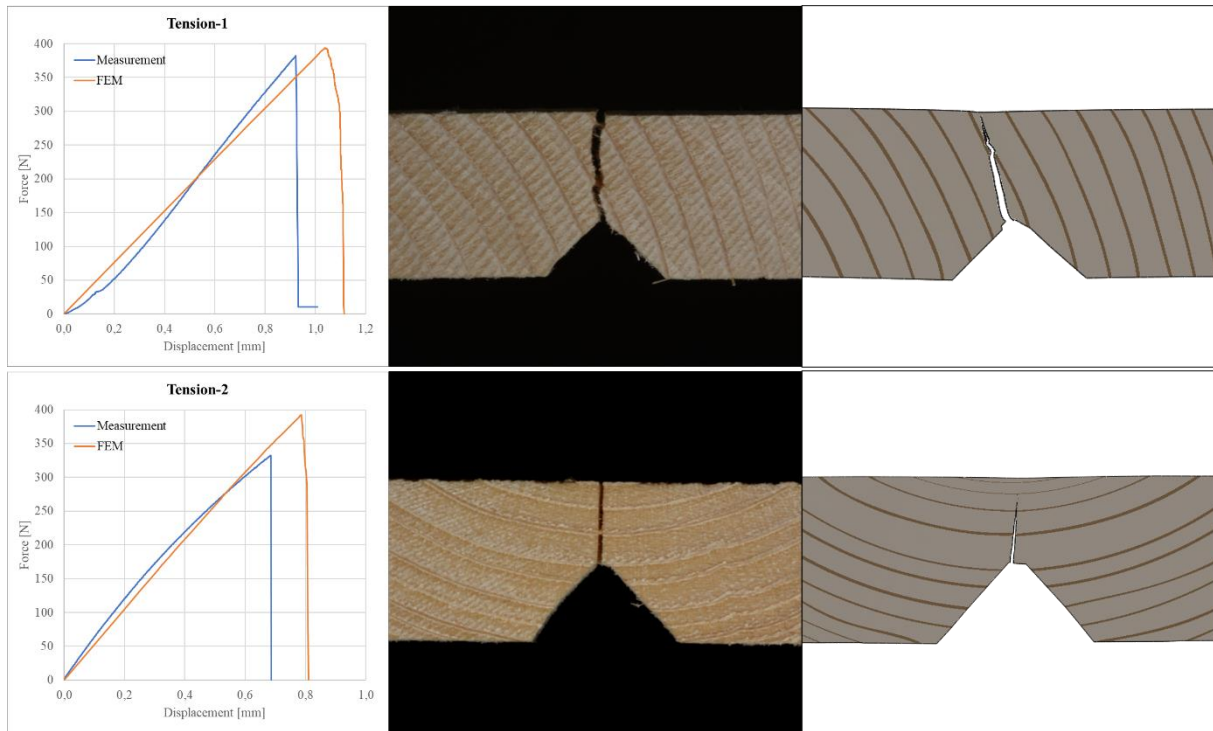 Tension-1
400
350
300
250
200
150
100
50
0
Force [N]
Measurement
FEM
0,0 0,2 0,4 0,6 0,8 1,0 1,2
Displacement [mm]
Tension-2
400
350
300
250
200
150
100
50
0
Force [N]
Measurement
FEM
0,0 0,2 0,4 0,6 0,8 1,0
Displacement [mm]